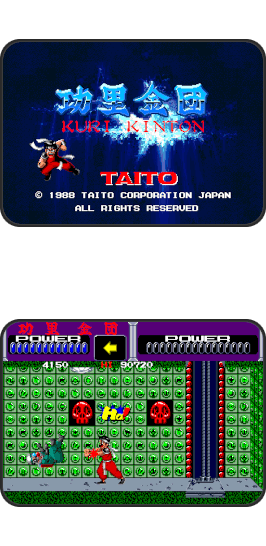 功里金団
KURI KINTON
TAITO
© 1988 TAITO CORPORATION JAPAN
ALL RIGHTS RESERVED
功里金団
POWER
POWER
4150 HI 90720
Ha!